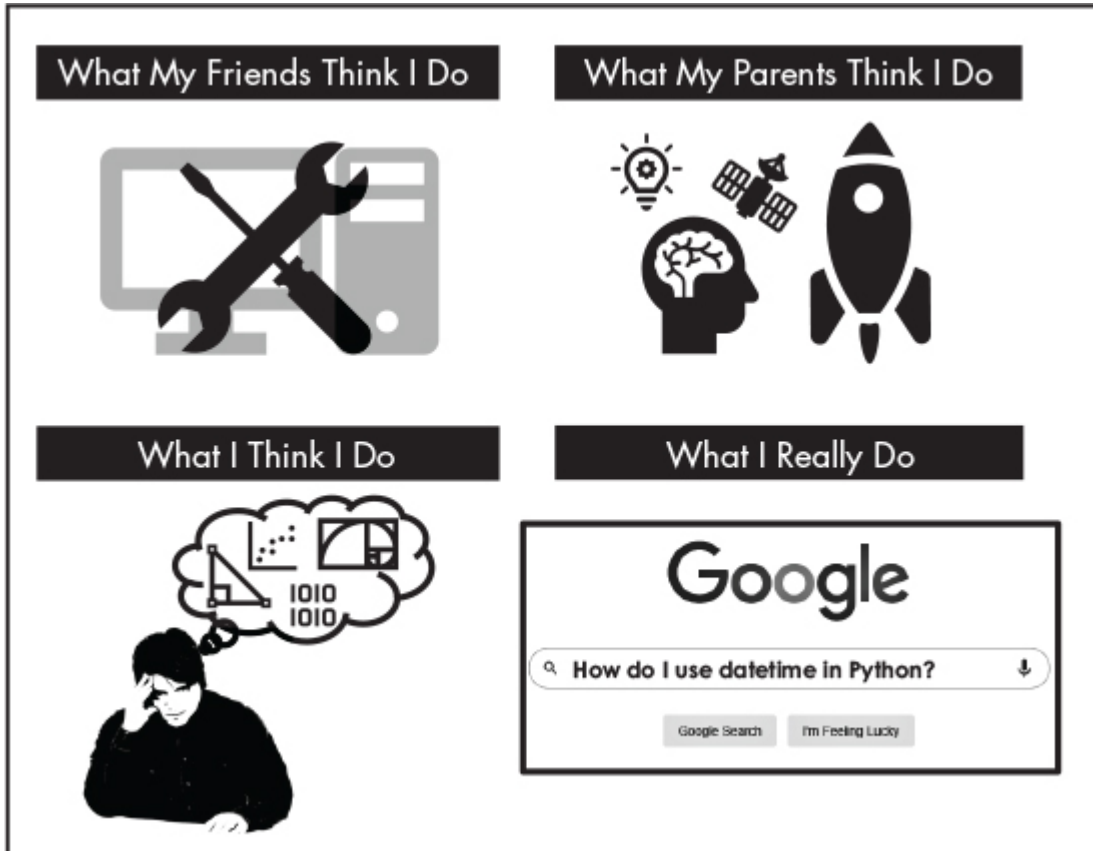 What My Friends Think I Do
What My Parents Think I Do
What I Think I Do
1010
1010
What I Really Do
Google
How do I use datetime in Python?
Google Search
I'm Feeling Lucky